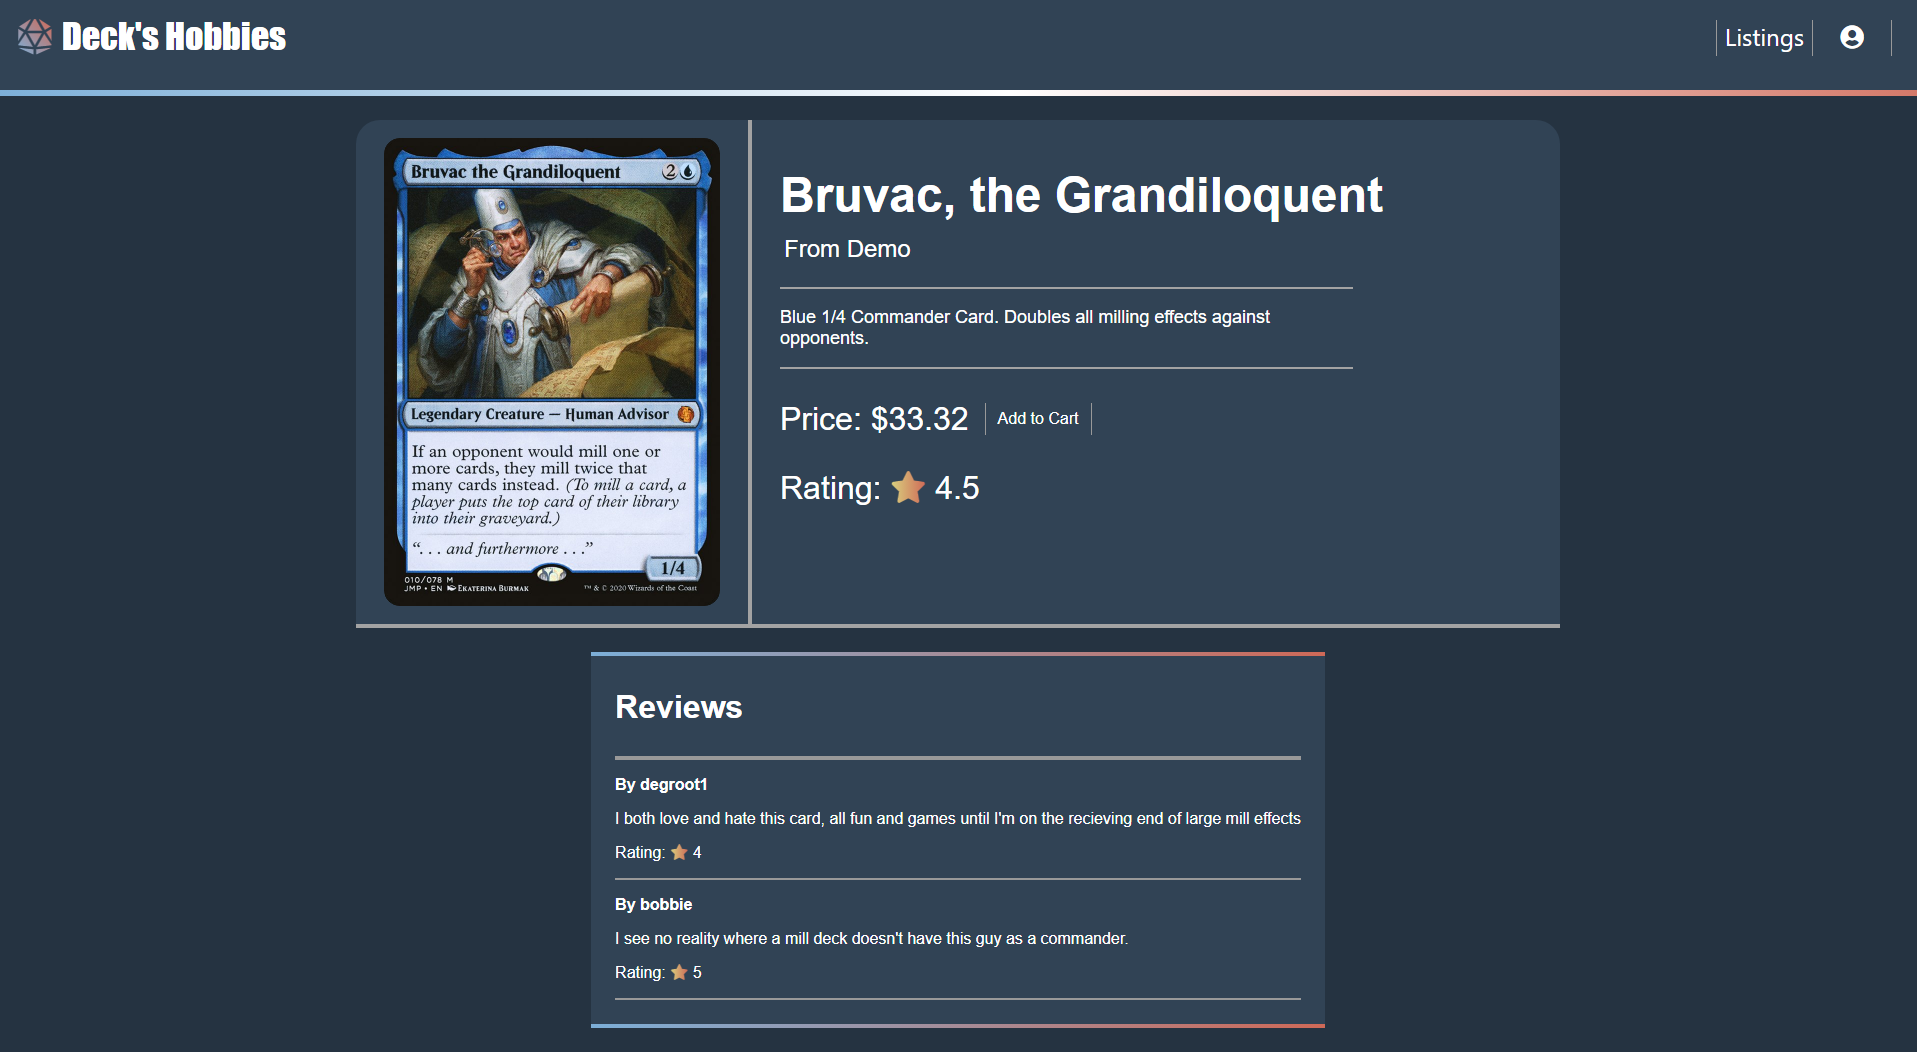 Deck's Hobbies
Listings
Bruvac the Grandiloquent 2
Legendary Creature — Human Advisor
If an opponent would mill one or
more cards, they mill twice that
many cards instead. (To mill a card, a
player puts the top card of their library
into their graveyard.)
“. . . and furthermore . . .”
1/4
010/078 M
JMP • EN EKATERINA BURMAK
™ & © 2020 Wizards of the Coast
Bruvac, the Grandiloquent
From Demo
Blue 1/4 Commander Card. Doubles all milling effects against
opponents.
Price: $33.32 Add to Cart
Rating: 4.5
Reviews
By degroot1
I both love and hate this card, all fun and games until I'm on the recieving end of large mill effects
Rating: 4
By bobbie
I see no reality where a mill deck doesn't have this guy as a commander.
Rating: 5